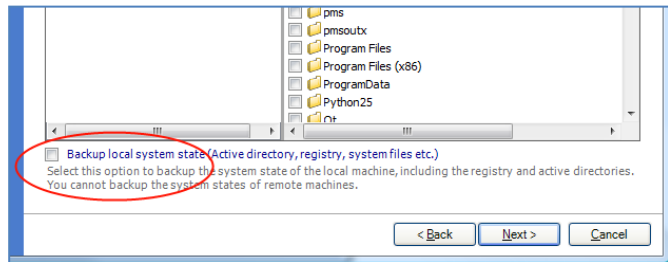 pms
pmsoutx
Program Files
Program Files (x86)
ProgramData
Python25
Qt
Backup local system state (Active directory, registry, system files etc.)
Select this option to backup the system state of the local machine, including the registry and active directories.
You cannot backup the system states of remote machines.
< Back Next > Cancel